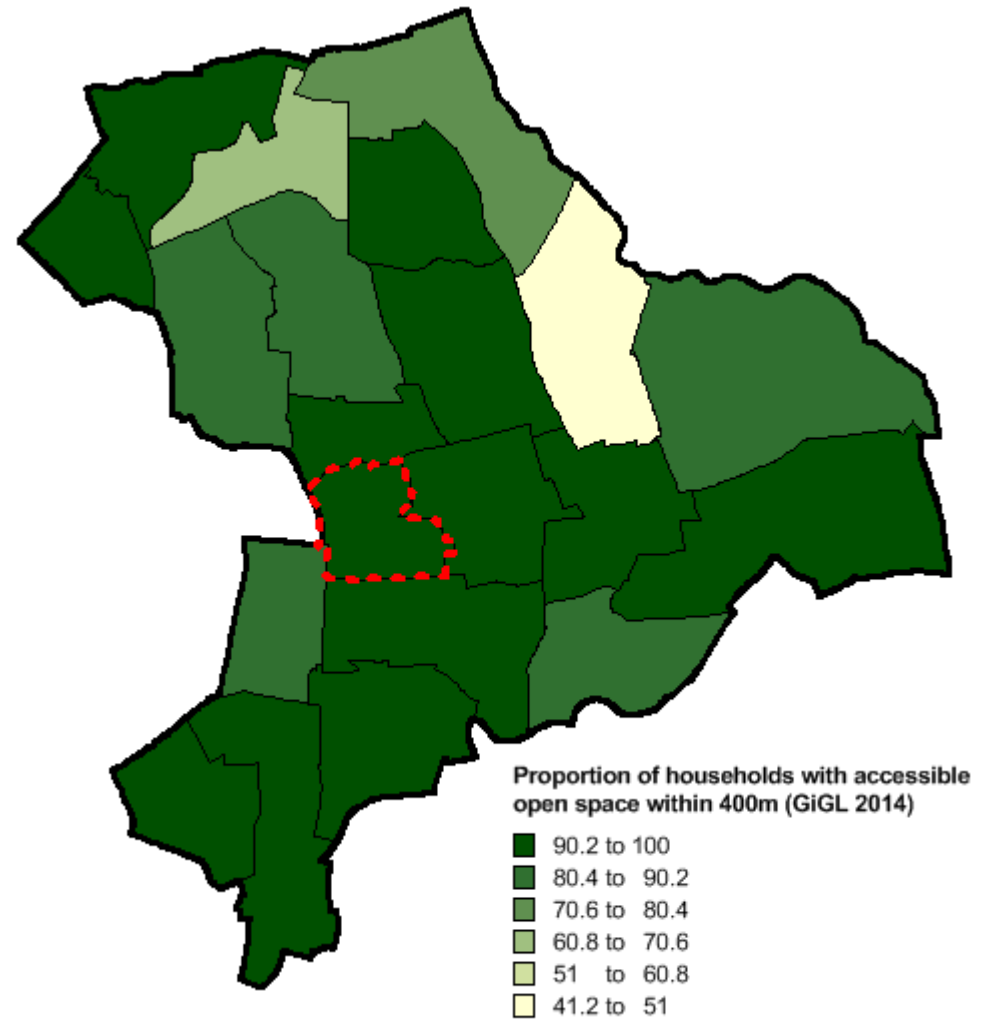 Proportion of households with accessible
open space within 400m (GiGL 2014)
90.2 to 100
80.4 to 90.2
70.6 to 80.4
60.8 to 70.6
51 to 60.8
41.2 to 51